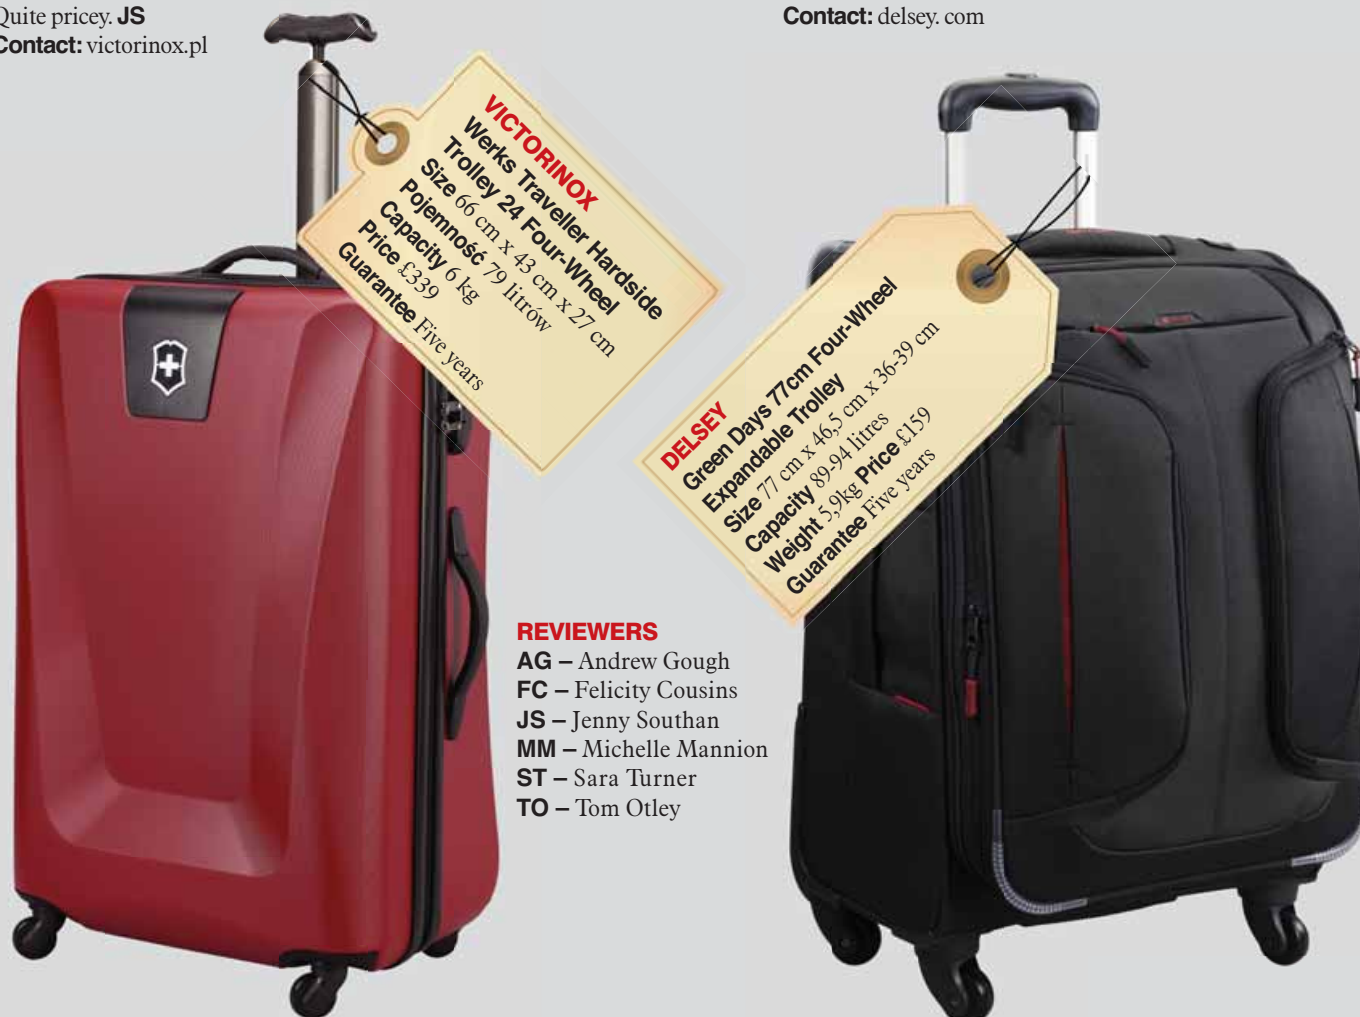 Quite pricey. JS
Contact: victorinox.pl
Contact: delsey. com
VICTORINOX
Werks Traveller Hardside
Trolley 24 Four-Wheel
Size 66 cm x 43 cm x 27 cm
Pojemność 79 litrów
Capacity 6 kg
Price £339
Guarantee Five years
DELSEY
Green Days 77cm Four-Wheel
Expandable Trolley
Size 77 cm x 46,5 cm x 36-39 cm
Capacity 89-94 litres
Weight 5,9kg Price £159
Guarantee Five years
REVIEWERS
AG – Andrew Gough
FC – Felicity Cousins
JS – Jenny Southan
MM – Michelle Mannion
ST – Sara Turner
TO – Tom Otley